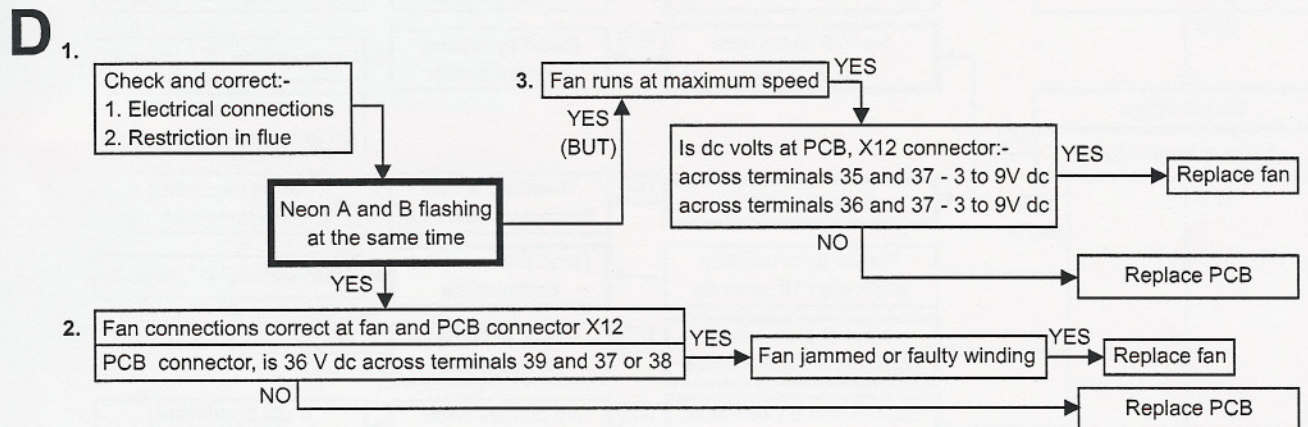 D
1.
Check and correct:-
1. Electrical connections
2. Restriction in flue
Neon A and B flashing
at the same time
YES
(BUT)
3.
Fan runs at maximum speed
YES
Is dc volts at PCB, X12 connector:-
across terminals 35 and 37 - 3 to 9V dc
across terminals 36 and 37 - 3 to 9V dc
YES
Replace fan
NO
Replace PCB
YES
2.
Fan connections correct at fan and PCB connector X12
PCB connector, is 36 V dc across terminals 39 and 37 or 38
YES
Fan jammed or faulty winding
YES
Replace fan
NO
Replace PCB